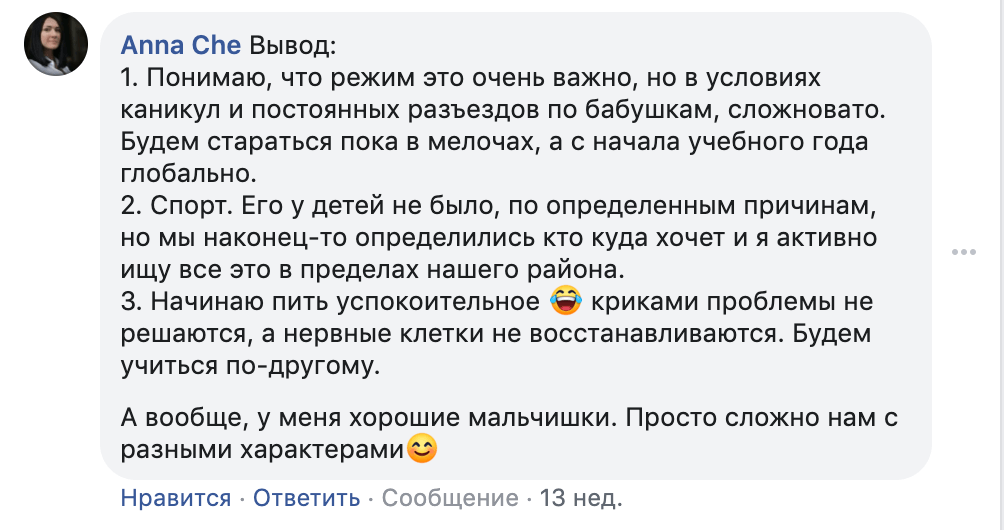 Anna Che Вывод:
1. Понимаю, что режим это очень важно, но в условиях
каникул и постоянных разъездов по бабушкам, сложновато.
Будем стараться пока в мелочах, а с начала учебного года
глобально.
2. Спорт. Его у детей не было, по определенным причинам,
но мы наконец-то определились кто куда хочет и я активно
ищу все это в пределах нашего района.
3. Начинаю пить успокоительное 😂 криками проблемы не
решаются, а нервные клетки не восстанавливаются. Будем
учиться по-другому.
А вообще, у меня хорошие мальчишки. Просто сложно нам с
разными характерами😊
Нравится · Ответить · Сообщение · 13 нед.